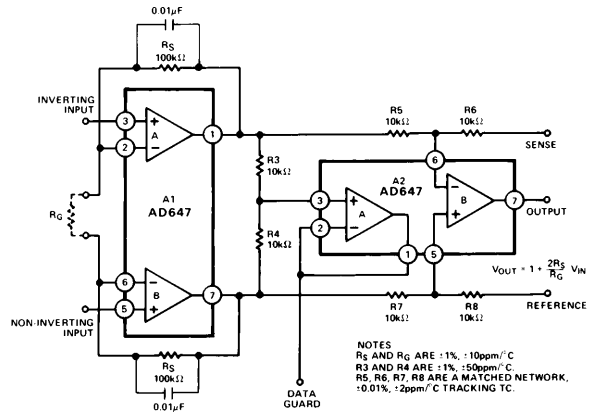 0.01µF
RS
100kΩ
INVERTING
INPUT
3
+
A
2
−
1
A1
AD647
RG
6
−
B
5
+
7
NON-INVERTING
INPUT
RS
100kΩ
0.01µF
R3
10kΩ
R4
10kΩ
R5
10kΩ
R6
10kΩ
SENSE
A2
AD647
3
+
A
2
−
1
6
−
B
+
5
7
OUTPUT
VOUT = 1 + 2RS/RG VIN
R7
10kΩ
R8
10kΩ
REFERENCE
DATA
GUARD
NOTES
RS AND RG ARE ±1%, ±10ppm/°C
R3 AND R4 ARE ±1%, ±50ppm/°C.
R5, R6, R7, R8 ARE A MATCHED NETWORK,
±0.01%, ±2ppm/°C TRACKING TC.